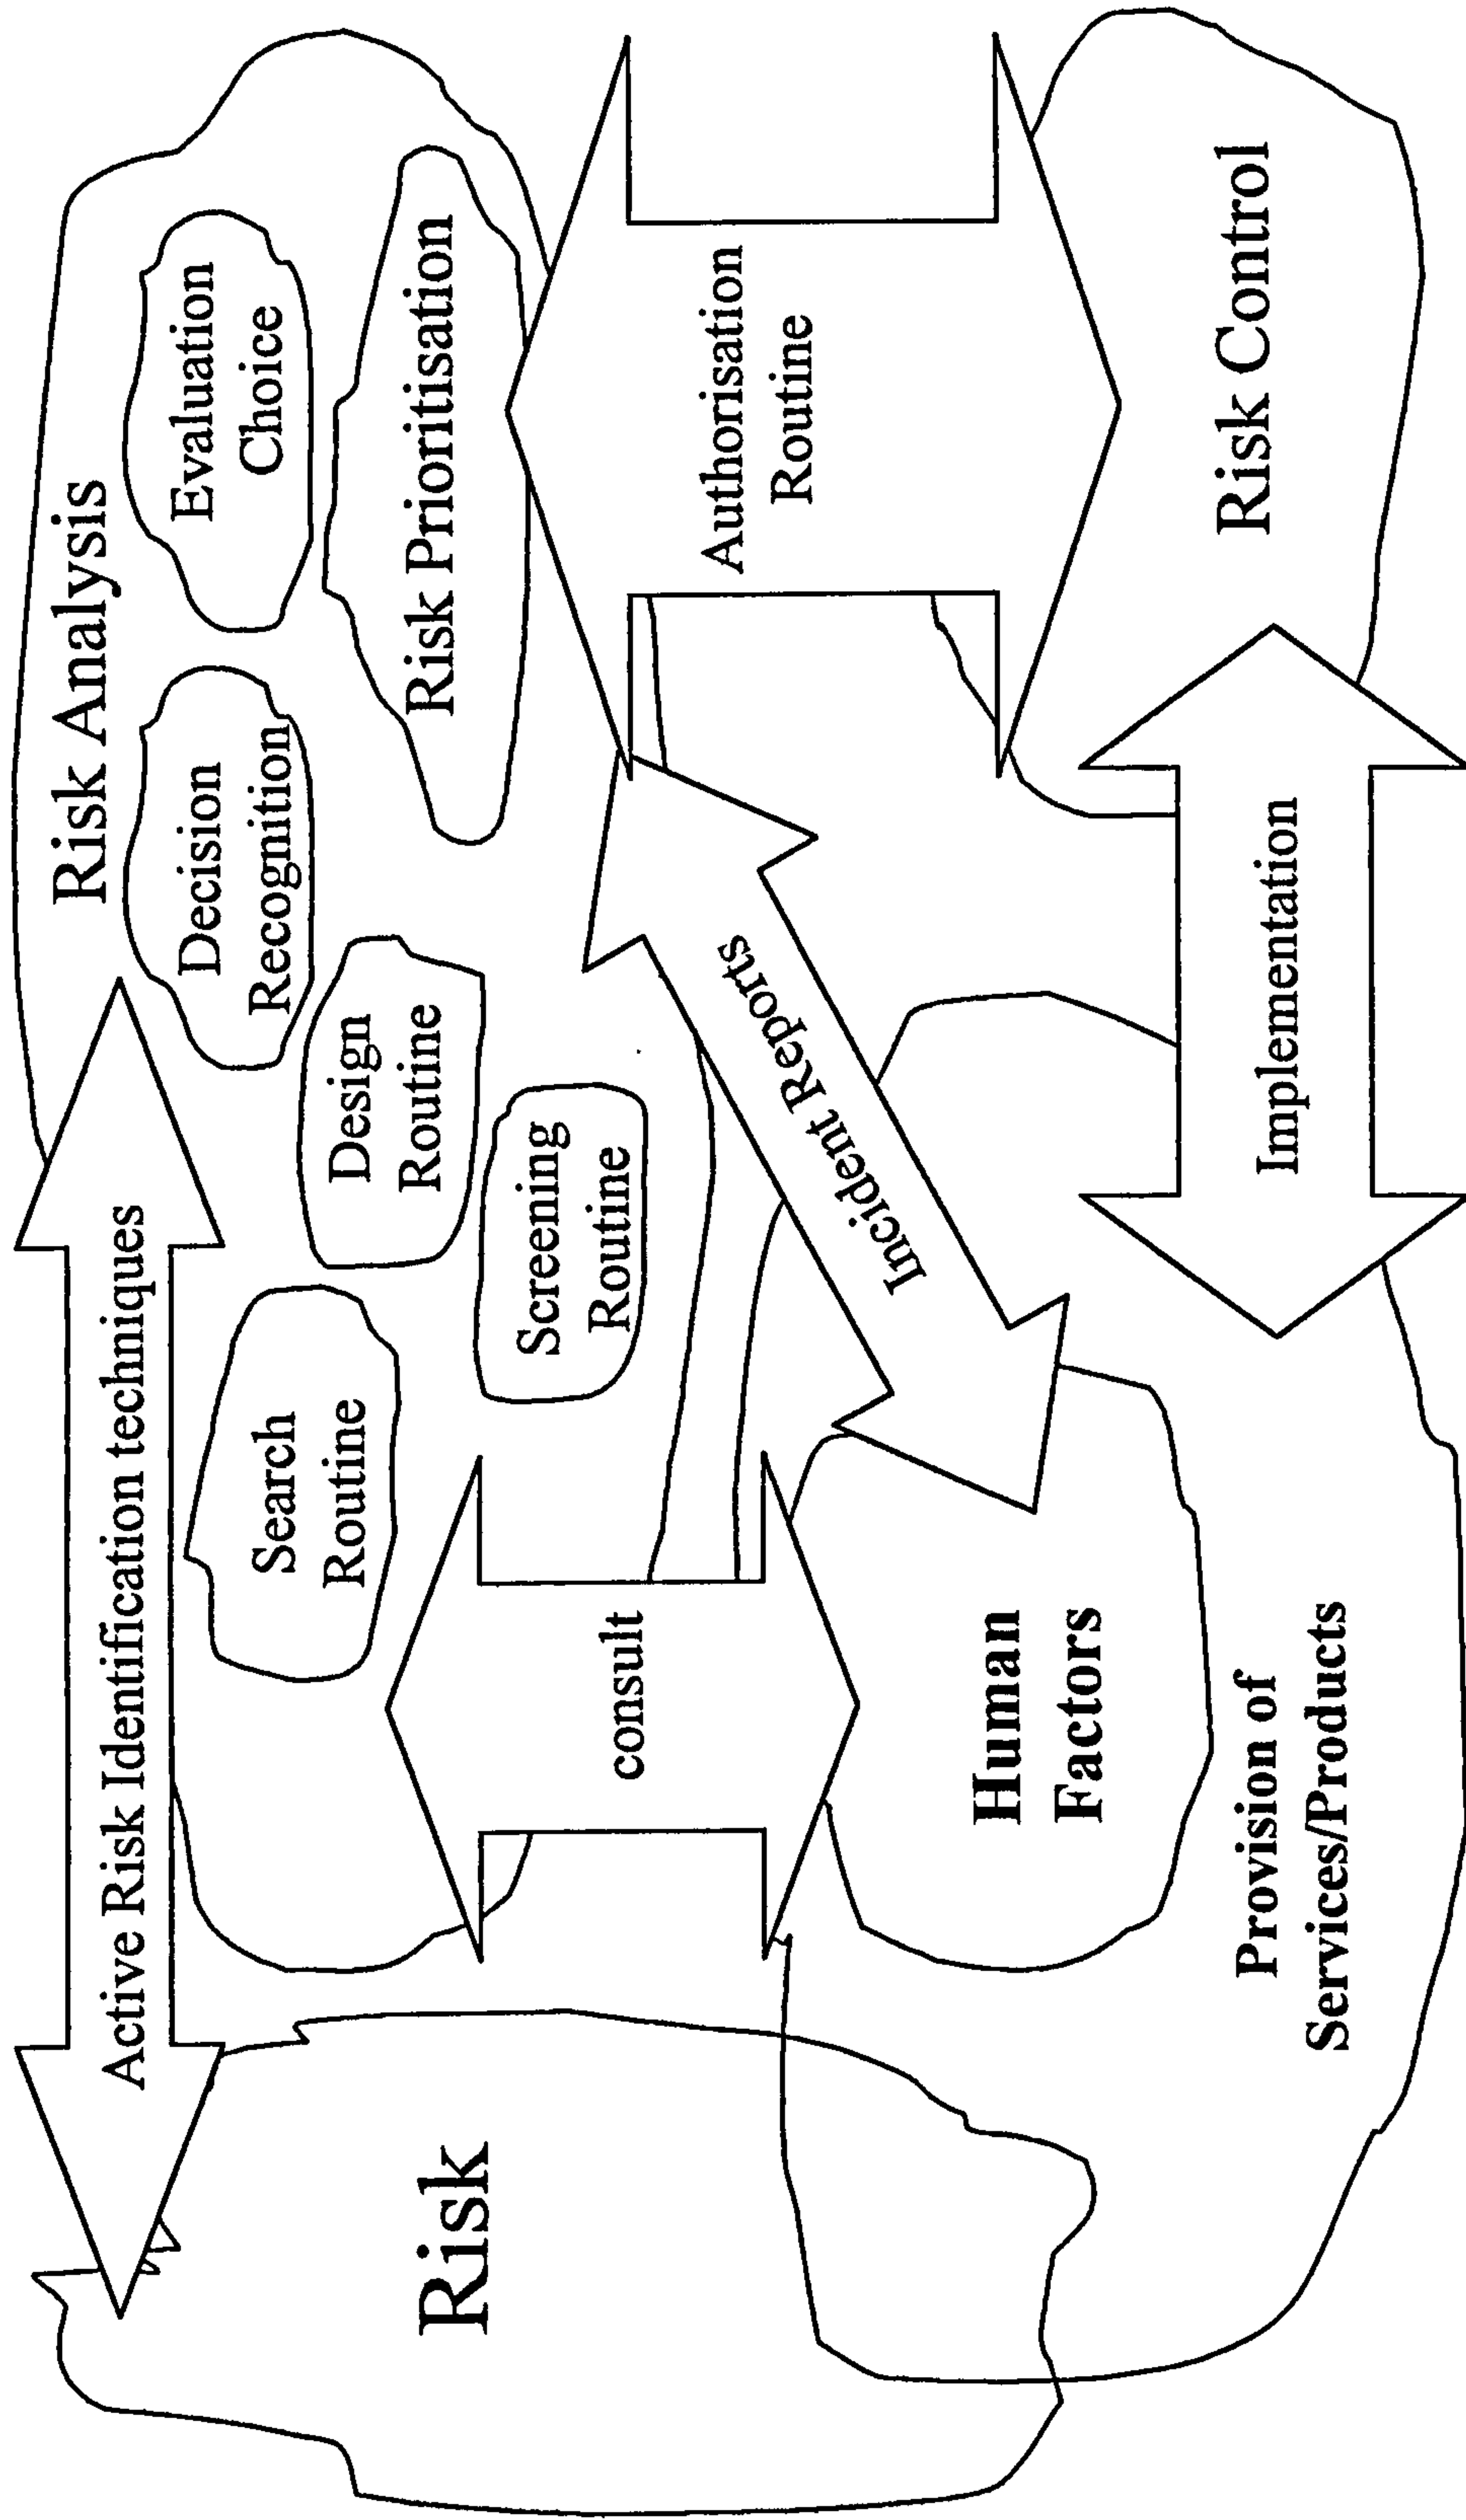 Risk Analysis
Active Risk Identification techniques
Decision
Recognition
Evaluation
Choice
Search
Routine
Design
Routine
Risk Prioritisation
Screening
Routine
Risk
consult
Authorisation
Routine
Incident Reports
Human
Factors
Provision of
Services/Products
Implementation
Risk Control